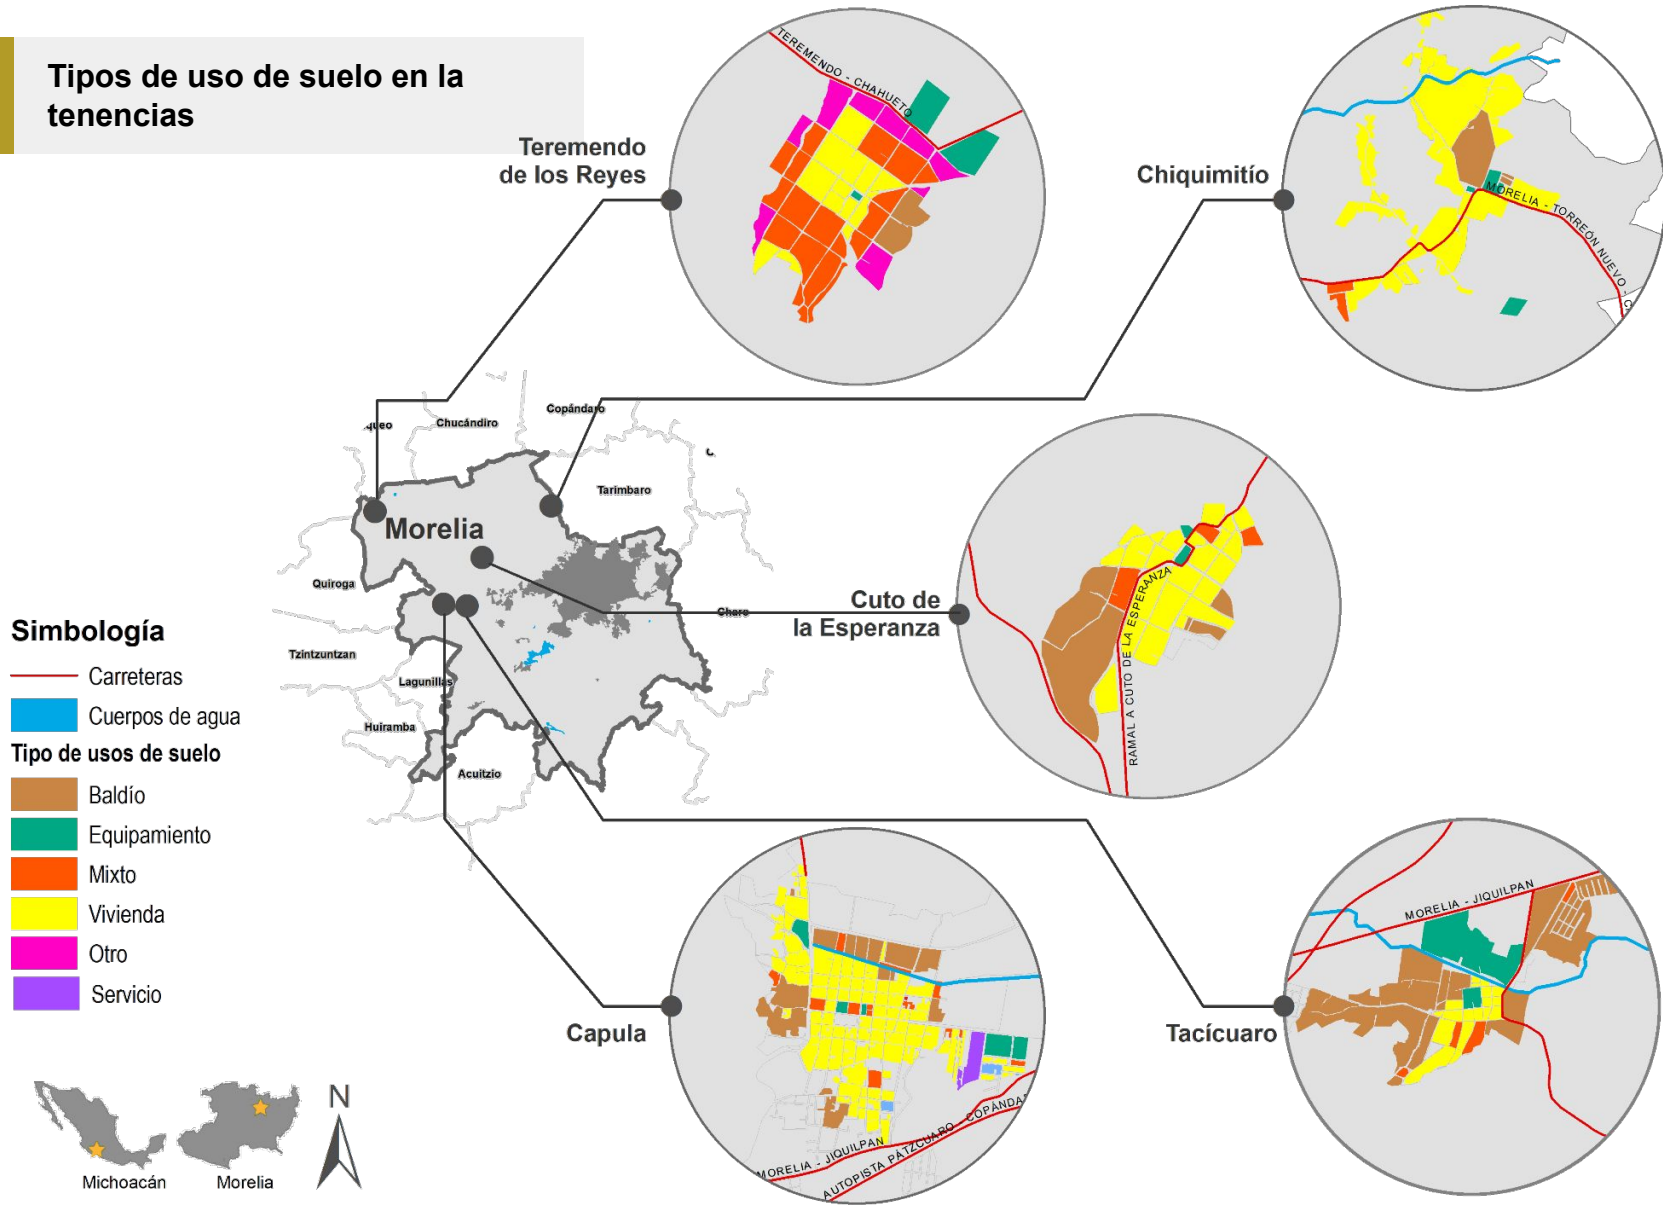 Tipos de uso de suelo en la
tenencias
Teremendo
de los Reyes
TEREMENDO - CHAHUETO
Chiquimitío
MORELIA - TORREÓN NUEVO - C
Copándaro
Chucándiro
queo
Tarímbaro
Morelia
Quiroga
Charo
Cuto de
la Esperanza
RAMAL A CUTO DE LA ESPERANZA
Tzintzuntzan
Lagunillas
Huiramba
Acuitzio
Simbología
Carreteras
Cuerpos de agua
Tipo de usos de suelo
Baldío
Equipamiento
Mixto
Vivienda
Otro
Servicio
Capula
MORELIA - JIQUILPAN
AUTOPISTA PÁTZCUARO - COPÁNDA
Tacícuaro
MORELIA - JIQUILPAN
N
Michoacán
Morelia